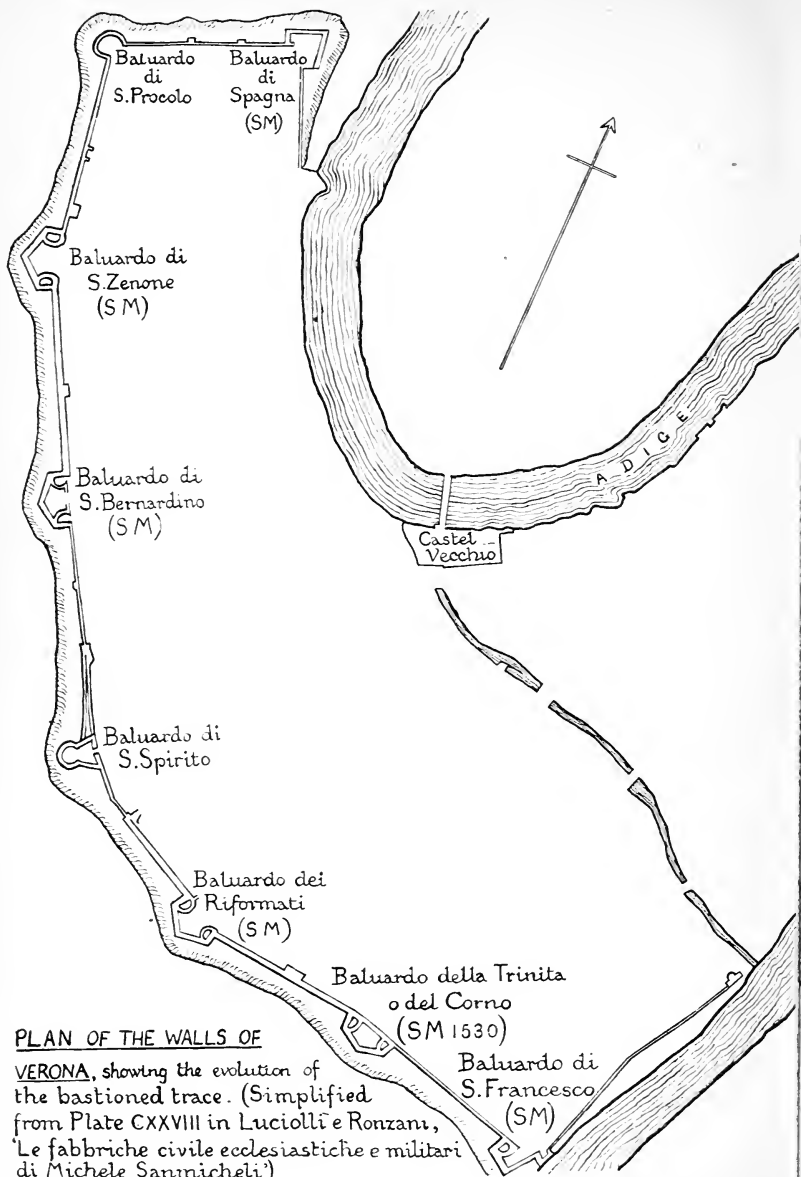 Baluardo
di
S.Procolo
Baluardo
di
Spagna
(SM)
Baluardo di
S.Zenone
(SM)
ADIGE
Baluardo di
S.Bernardino
(SM)
Castel
Vecchio
Baluardo di
S.Spirito
Baluardo dei
Riformati
(SM)
Baluardo della Trinita
o del Corno
(SM 1530)
Baluardo di
S.Francesco
(SM)
PLAN OF THE WALLS OF
VERONA, showing the evolution of
the bastioned trace. (Simplified
from Plate CXXVIII in Luciolli e Ronzani,
'Le fabbriche civile ecclesiastiche e militari
di Michele Sanmicheli')